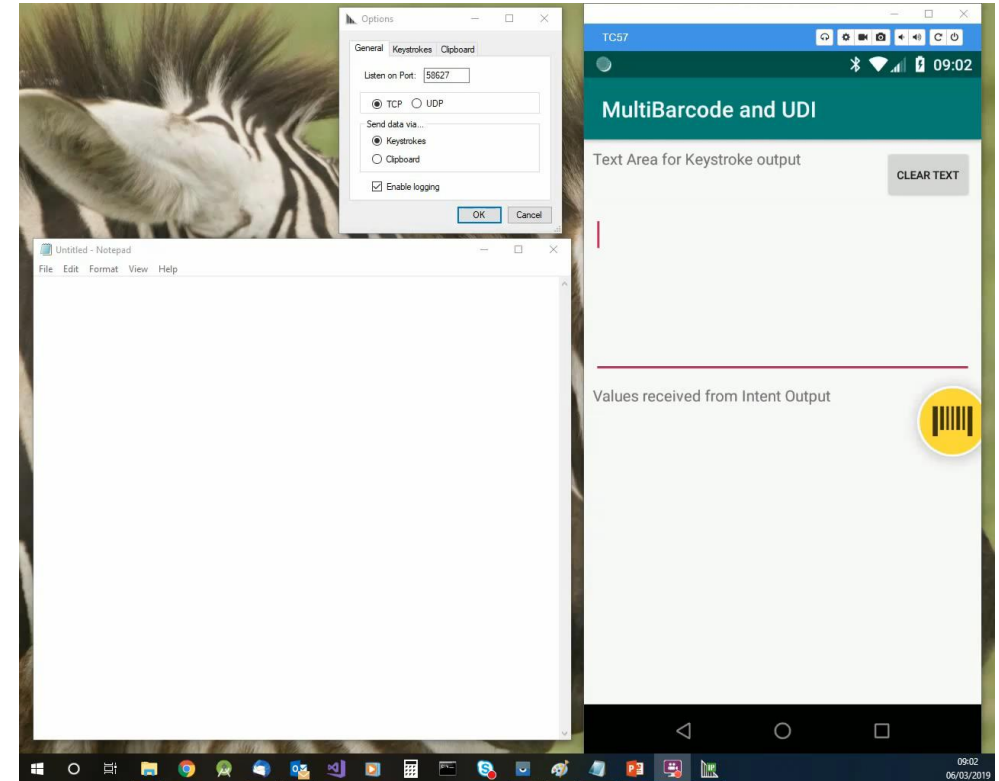 Options
General Keystrokes Clipboard
Listen on Port: 58627
TCP UDP
Send data via...
Keystrokes
Clipboard
Enable logging
OK Cancel
Untitled - Notepad
File Edit Format View Help
TC57
09:02
MultiBarcode and UDI
Text Area for Keystroke output
CLEAR TEXT
Values received from Intent Output
09:02
06/03/2019